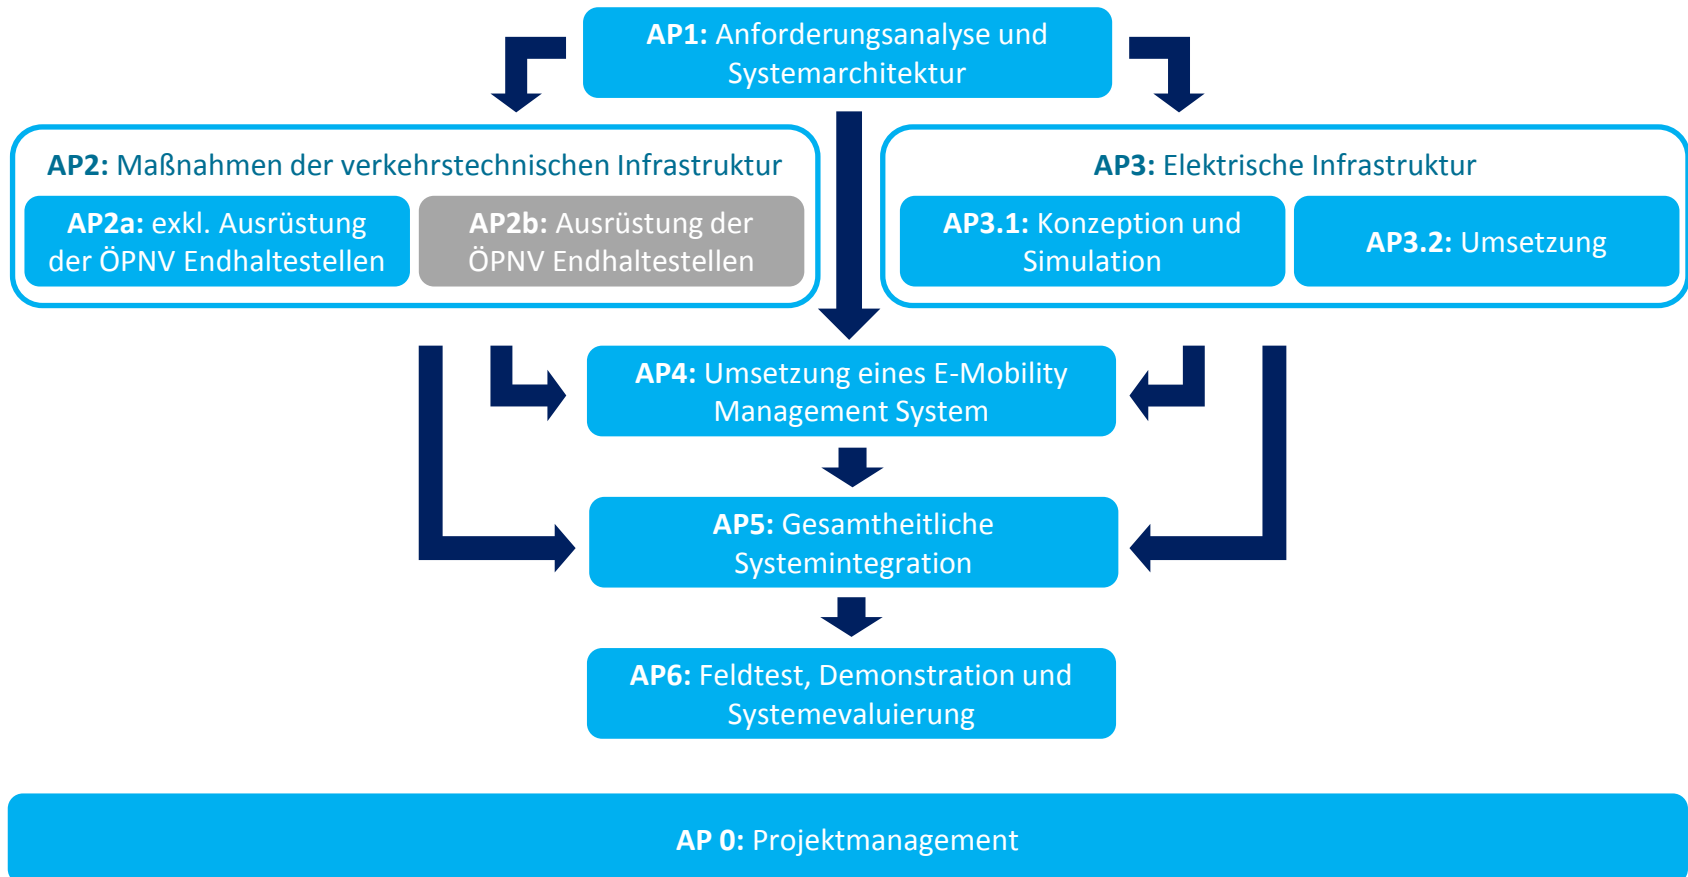 AP1: Anforderungsanalyse und
Systemarchitektur
AP2: Maßnahmen der verkehrstechnischen Infrastruktur
AP2a: exkl. Ausrüstung
der ÖPNV Endhaltestellen
AP2b: Ausrüstung der
ÖPNV Endhaltestellen
AP3: Elektrische Infrastruktur
AP3.1: Konzeption und
Simulation
AP3.2: Umsetzung
AP4: Umsetzung eines E-Mobility
Management System
AP5: Gesamtheitliche
Systemintegration
AP6: Feldtest, Demonstration und
Systemevaluierung
AP 0: Projektmanagement